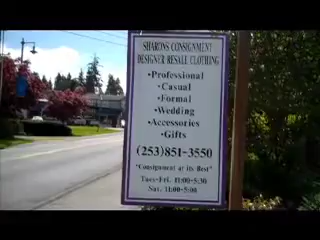 SHARONS CONSIGNMENT
DESIGNER RESALE CLOTHING
•Professional
•Casual
•Formal
•Wedding
•Accessories
•Gifts
(253)851-3550
"Consignment at its Best"
Tues-Fri. 11:00-5:30
Sat. 11:00-5:00